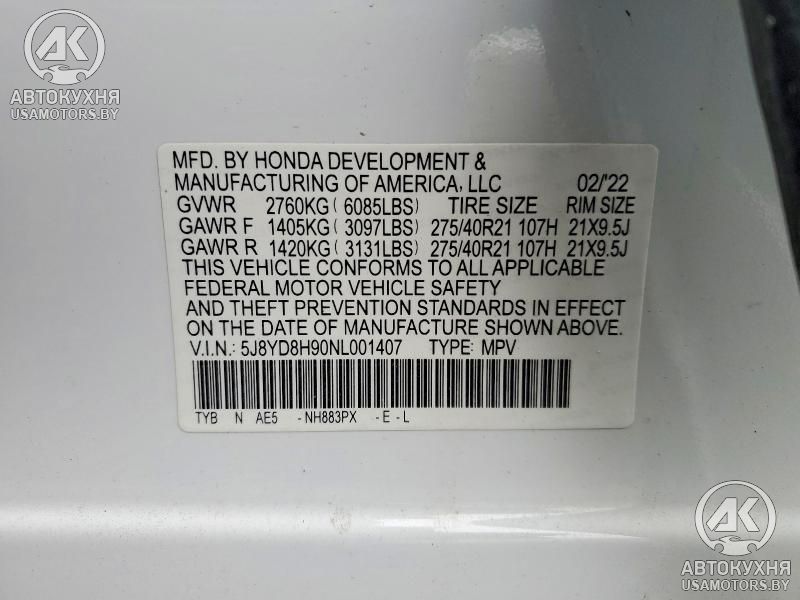 АК
АВТОКУХНЯ
USAMOTORS.BY
MFD. BY HONDA DEVELOPMENT &
MANUFACTURING OF AMERICA, LLC 02/'22
GVWR 2760KG ( 6085LBS) TIRE SIZE RIM SIZE
GAWR F 1405KG ( 3097LBS) 275/40R21 107H 21X9.5J
GAWR R 1420KG ( 3131LBS) 275/40R21 107H 21X9.5J
THIS VEHICLE CONFORMS TO ALL APPLICABLE
FEDERAL MOTOR VEHICLE SAFETY
AND THEFT PREVENTION STANDARDS IN EFFECT
ON THE DATE OF MANUFACTURE SHOWN ABOVE.
V.I.N.: 5J8YD8H90NL001407 TYPE: MPV
TYB N AE5 -NH883PX -E-L
АК
АВТОКУХНЯ
USAMOTORS.BY